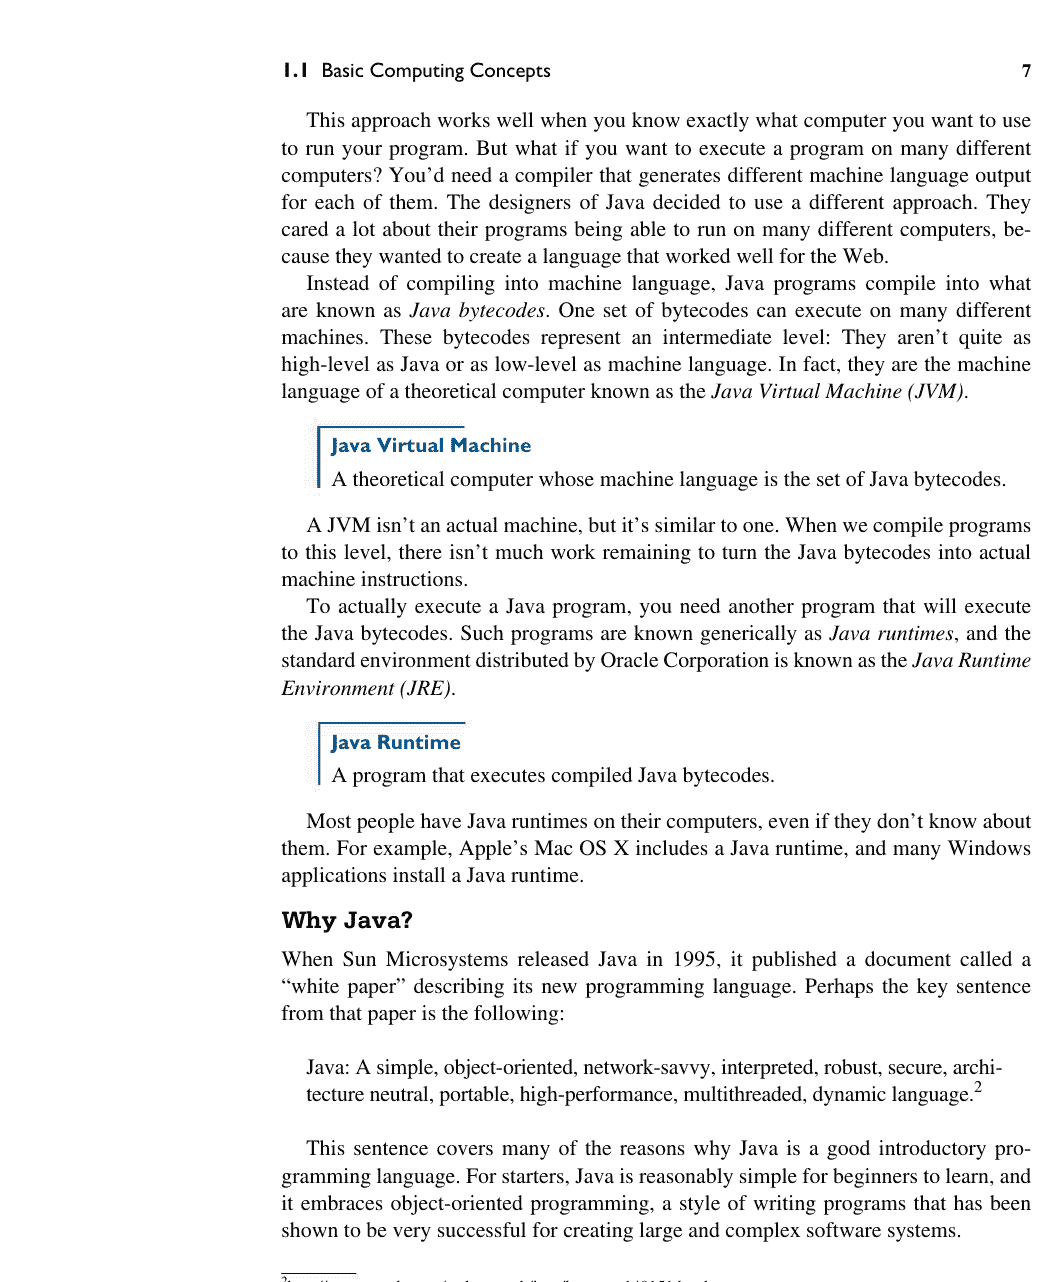 1.1 Basic Computing Concepts 7
This approach works well when you know exactly what computer you want to use
to run your program. But what if you want to execute a program on many different
computers? You’d need a compiler that generates different machine language output
for each of them. The designers of Java decided to use a different approach. They
cared a lot about their programs being able to run on many different computers, be-
cause they wanted to create a language that worked well for the Web.
Instead of compiling into machine language, Java programs compile into what
are known as Java bytecodes. One set of bytecodes can execute on many different
machines. These bytecodes represent an intermediate level: They aren’t quite as
high-level as Java or as low-level as machine language. In fact, they are the machine
language of a theoretical computer known as the Java Virtual Machine (JVM).
Java Virtual Machine
A theoretical computer whose machine language is the set of Java bytecodes.
A JVM isn’t an actual machine, but it’s similar to one. When we compile programs
to this level, there isn’t much work remaining to turn the Java bytecodes into actual
machine instructions.
To actually execute a Java program, you need another program that will execute
the Java bytecodes. Such programs are known generically as Java runtimes, and the
standard environment distributed by Oracle Corporation is known as the Java Runtime
Environment (JRE).
Java Runtime
A program that executes compiled Java bytecodes.
Most people have Java runtimes on their computers, even if they don’t know about
them. For example, Apple’s Mac OS X includes a Java runtime, and many Windows
applications install a Java runtime.
Why Java?
When Sun Microsystems released Java in 1995, it published a document called a
“white paper” describing its new programming language. Perhaps the key sentence
from that paper is the following:
Java: A simple, object-oriented, network-savvy, interpreted, robust, secure, archi-
tecture neutral, portable, high-performance, multithreaded, dynamic language.2
This sentence covers many of the reasons why Java is a good introductory pro-
gramming language. For starters, Java is reasonably simple for beginners to learn, and
it embraces object-oriented programming, a style of writing programs that has been
shown to be very successful for creating large and complex software systems.